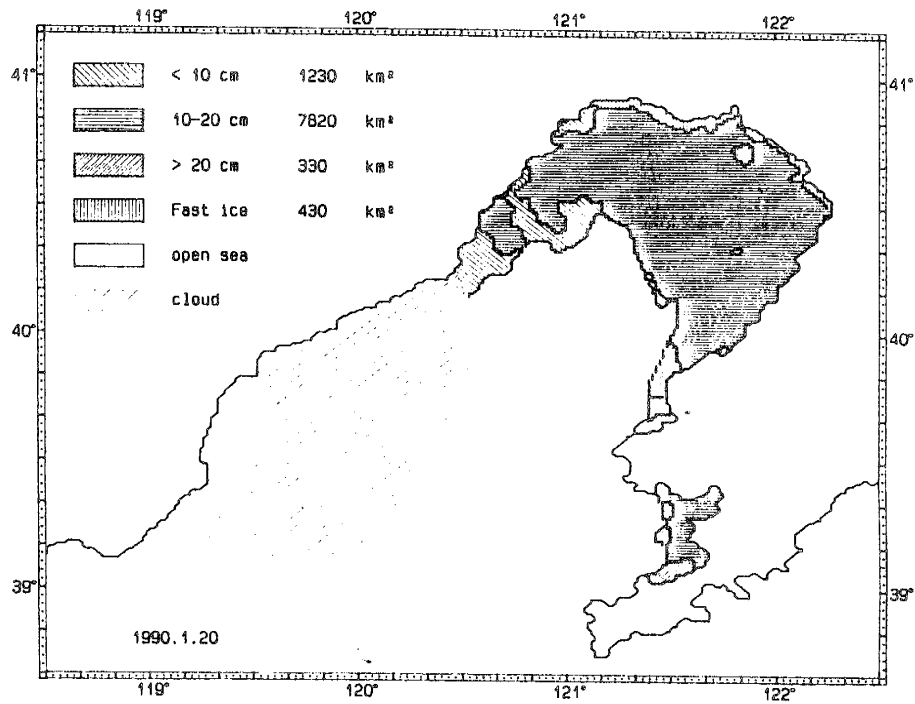 119° 120° 121° 122°
41° 41°
< 10 cm 1230 km²
10-20 cm 7820 km²
> 20 cm 330 km²
Fast ice 430 km²
open sea
cloud
40° 40°
39° 39°
1990.1.20
119° 120° 121° 122°